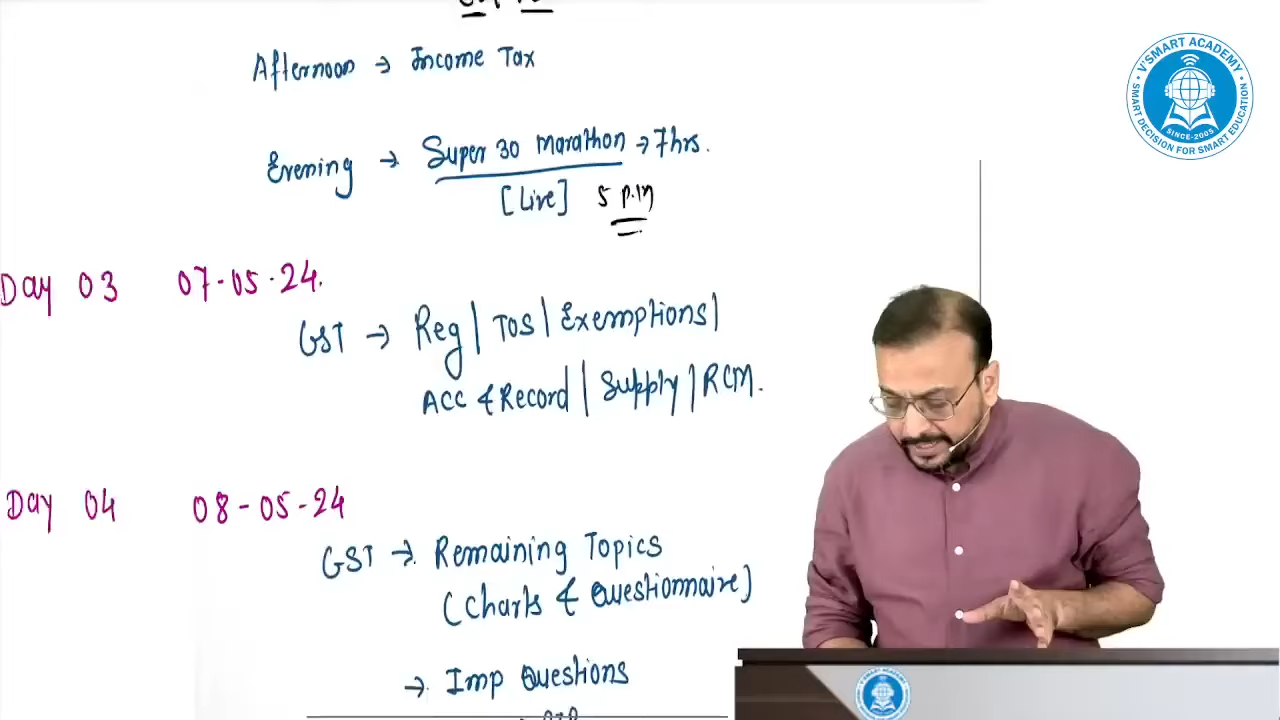 Afternoon → Income Tax
Evening → Super 30 Marathon → 7hrs.
[Live] 5 P.M
Day 03 07-05-24.
GST → Reg | TOS | Exemptions |
ACC & Record | Supply | RCM.
Day 04 08-05-24
GST → Remaining Topics
(Charts & Questionnaire)
→ Imp Questions
V'SMART ACADEMY
SINCE-2005
SMART DECISION FOR SMART EDUCATION